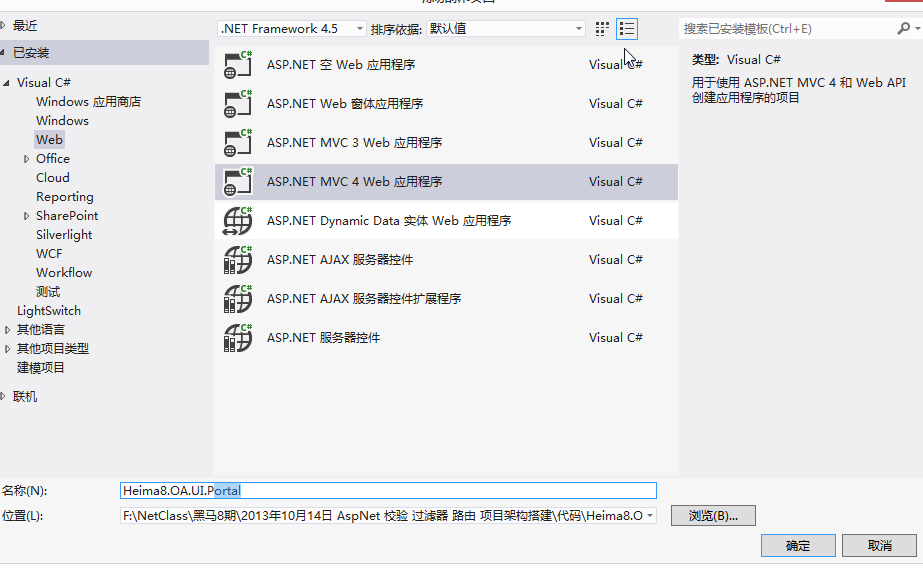 最近
已安装
Visual C#
Windows 应用商店
Windows
Web
Office
Cloud
Reporting
SharePoint
Silverlight
WCF
Workflow
测试
LightSwitch
其他语言
其他项目类型
建模项目
联机
.NET Framework 4.5 排序依据: 默认值
ASP.NET 空 Web 应用程序 Visual C#
ASP.NET Web 窗体应用程序 Visual C#
ASP.NET MVC 3 Web 应用程序 Visual C#
ASP.NET MVC 4 Web 应用程序 Visual C#
ASP.NET Dynamic Data 实体 Web 应用程序 Visual C#
ASP.NET AJAX 服务器控件 Visual C#
ASP.NET AJAX 服务器控件扩展程序 Visual C#
ASP.NET 服务器控件 Visual C#
搜索已安装模板(Ctrl+E)
类型: Visual C#
用于使用 ASP.NET MVC 4 和 Web API
创建应用程序的项目
名称(N): Heima8.OA.UI.Portal
位置(L): F:\NetClass\黑马8期\2013年10月14日 AspNet 校验 过滤器 路由 项目架构搭建\代码\Heima8.O 浏览(B)...
确定 取消